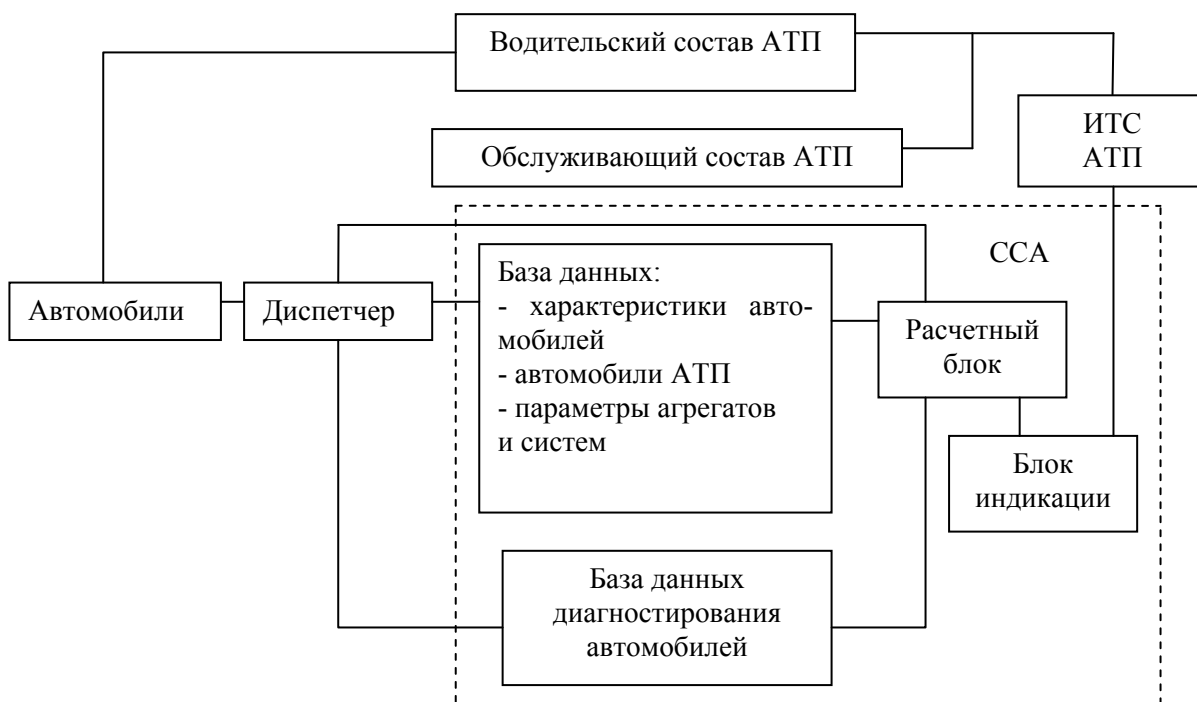 Водительский состав АТП
ИТС
АТП
Обслуживающий состав АТП
ССА
База данных:
- характеристики авто-
мобилей
- автомобили АТП
- параметры агрегатов
и систем
Автомобили
Диспетчер
Расчетный
блок
Блок
индикации
База данных
диагностирования
автомобилей